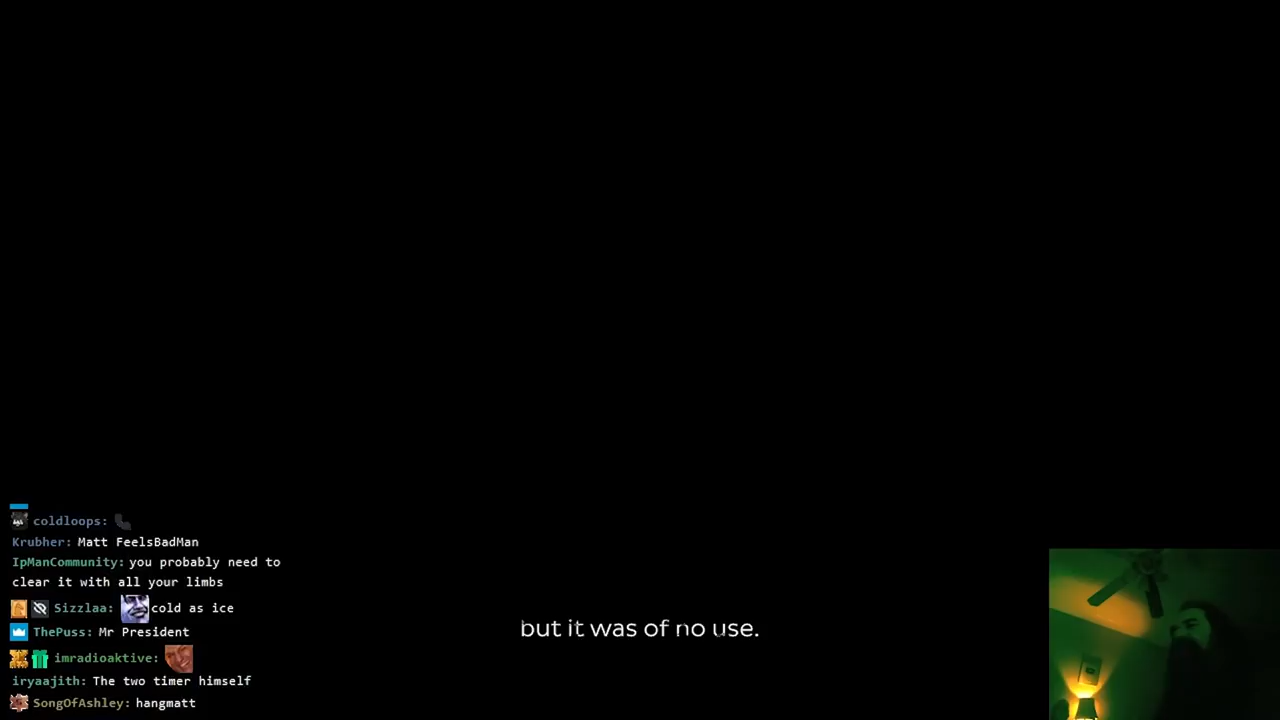 coldloops:
Krubher: Matt FeelsBadMan
IpManCommunity: you probably need to
clear it with all your limbs
Sizzlaa: cold as ice
ThePuss: Mr President
imradioaktive:
iryaajith: The two timer himself
SongOfAshley: hangmatt
but it was of no use.